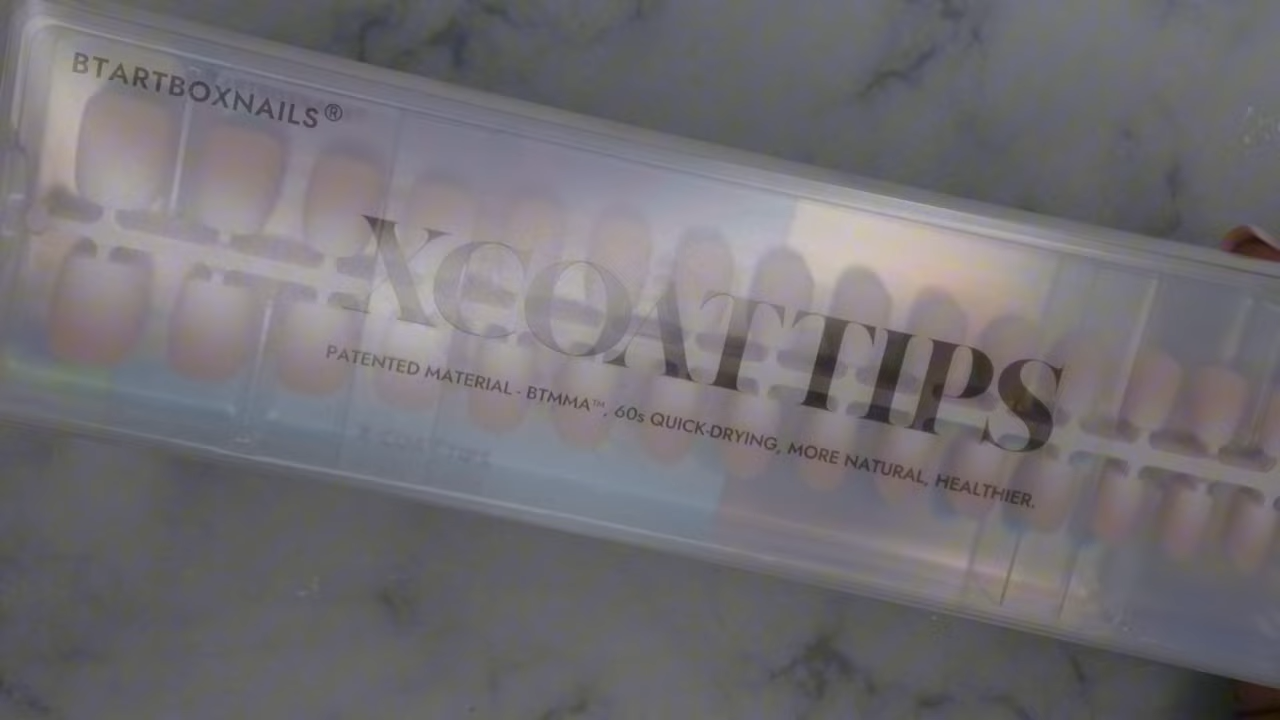 BTARTBOXNAILS®
XCOATTIPS
PATENTED MATERIAL - BTMMA™, 60s QUICK-DRYING, MORE NATURAL, HEALTHIER.